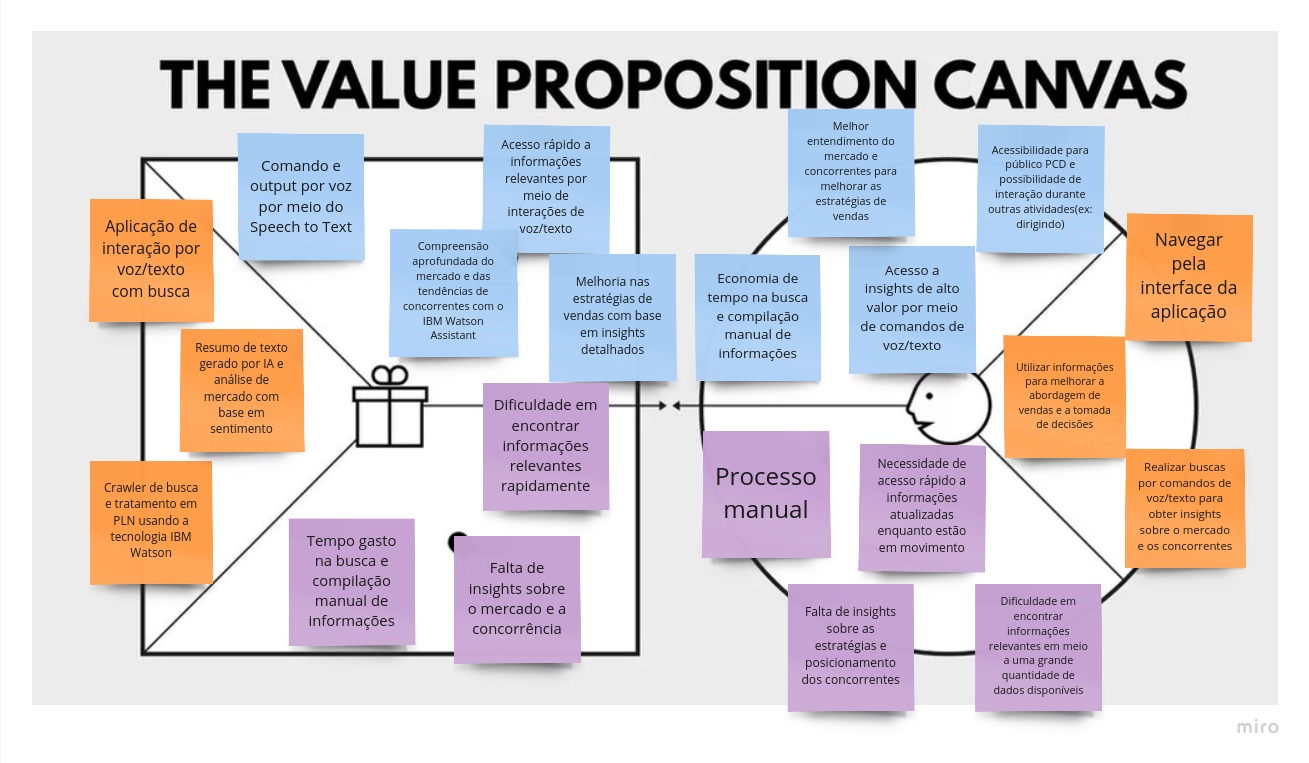 THE VALUE PROPOSITION CANVAS
Comando e
output por voz
por meio do
Speech to Text
Acesso rápido a
informações
relevantes por
meio de
interações de
voz/texto
Compreensão
aprofundada do
mercado e das
tendências de
concorrentes com o
IBM Watson
Assistant
Melhoria nas
estratégias de
vendas com base
em insights
detalhados
Aplicação de
interação por
voz/texto
com busca
Resumo de texto
gerado por IA e
análise de
mercado com
base em
sentimento
Crawler de busca
e tratamento em
PLN usando a
tecnologia IBM
Watson
Dificuldade em
encontrar
informações
relevantes
rapidamente
Tempo gasto
na busca e
compilação
manual de
informações
Falta de
insights sobre
o mercado e a
concorrência
Melhor
entendimento do
mercado e
concorrentes para
melhorar as
estratégias de
vendas
Acessibilidade para
público PCD e
possibilidade de
interação durante
outras atividades(ex:
dirigindo)
Economia de
tempo na busca
e compilação
manual de
informações
Acesso a
insights de alto
valor por meio
de comandos de
voz/texto
Navegar
pela
interface da
aplicação
Utilizar informações
para melhorar a
abordagem de
vendas e a tomada
de decisões
Realizar buscas
por comandos de
voz/texto para
obter insights
sobre o mercado
e os concorrentes
Processo
manual
Necessidade de
acesso rápido a
informações
atualizadas
enquanto estão
em movimento
Falta de insights
sobre as
estratégias e
posicionamento
dos concorrentes
Dificuldade em
encontrar
informações
relevantes em meio
a uma grande
quantidade de
dados disponíveis
miro